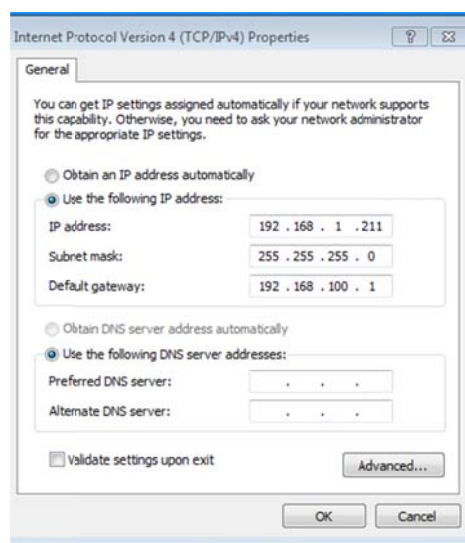 Internet Protocol Version 4 (TCP/IPv4) Properties
General
You can get IP settings assigned automatically if your network supports
this capability. Otherwise, you need to ask your network administrator
for the appropriate IP settings.
Obtain an IP address automatically
Use the following IP address:
IP address: 192 . 168 . 1 . 211
Subnet mask: 255 . 255 . 255 . 0
Default gateway: 192 . 168 . 100 . 1
Obtain DNS server address automatically
Use the following DNS server addresses:
Preferred DNS server: . . .
Alternate DNS server: . . .
Validate settings upon exit
Advanced...
OK Cancel